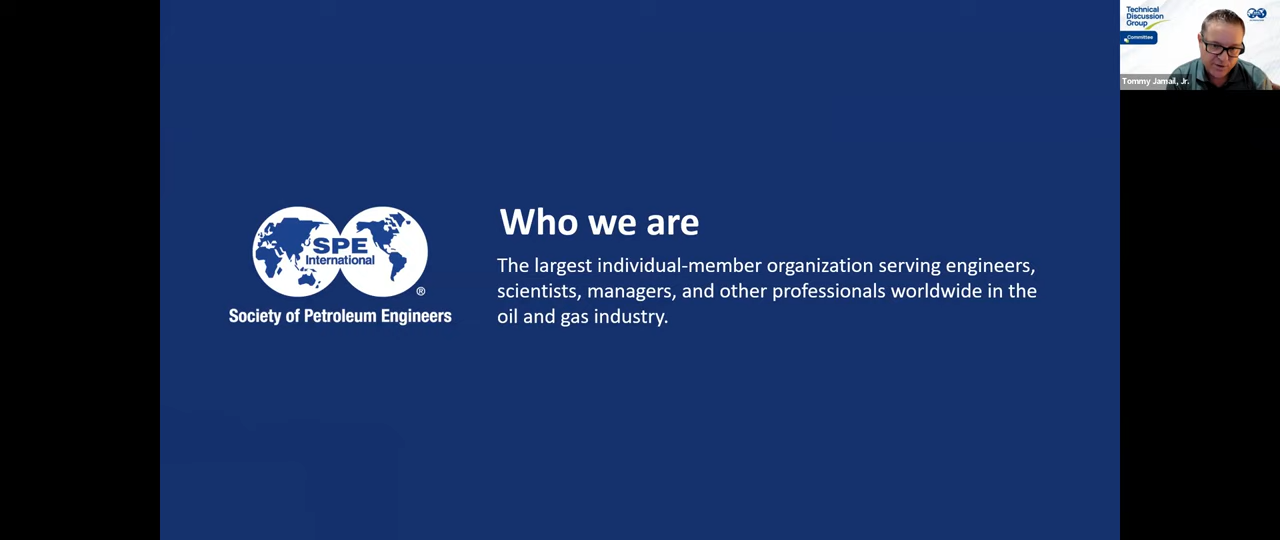 Who we are
The largest individual-member organization serving engineers,
scientists, managers, and other professionals worldwide in the
oil and gas industry.
SPE
International
®
Society of Petroleum Engineers
Technical
Discussion
Group
Committee
Tommy Jamail, Jr.